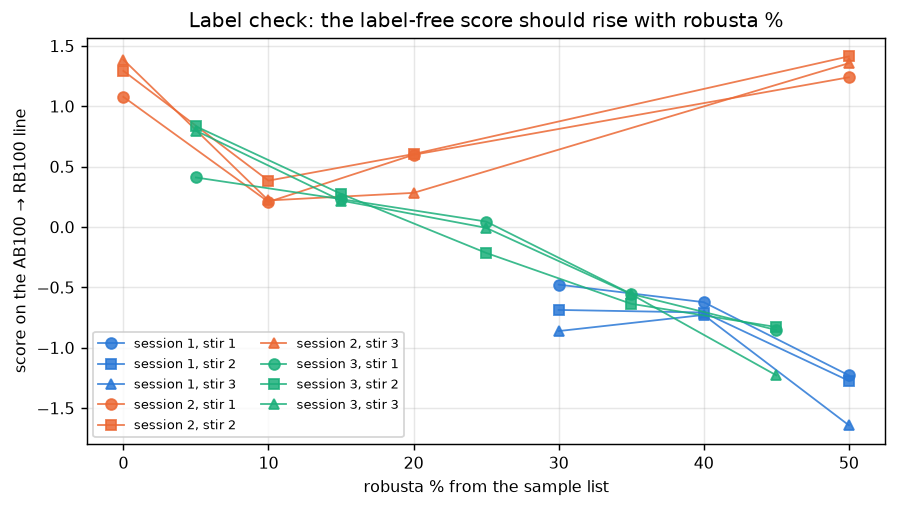 Label check: the label-free score should rise with robusta %
score on the AB100 → RB100 line
1.5
1.0
0.5
0.0
−0.5
−1.0
−1.5
session 1, stir 1
session 1, stir 2
session 1, stir 3
session 2, stir 1
session 2, stir 2
session 2, stir 3
session 3, stir 1
session 3, stir 2
session 3, stir 3
0 10 20 30 40 50
robusta % from the sample list